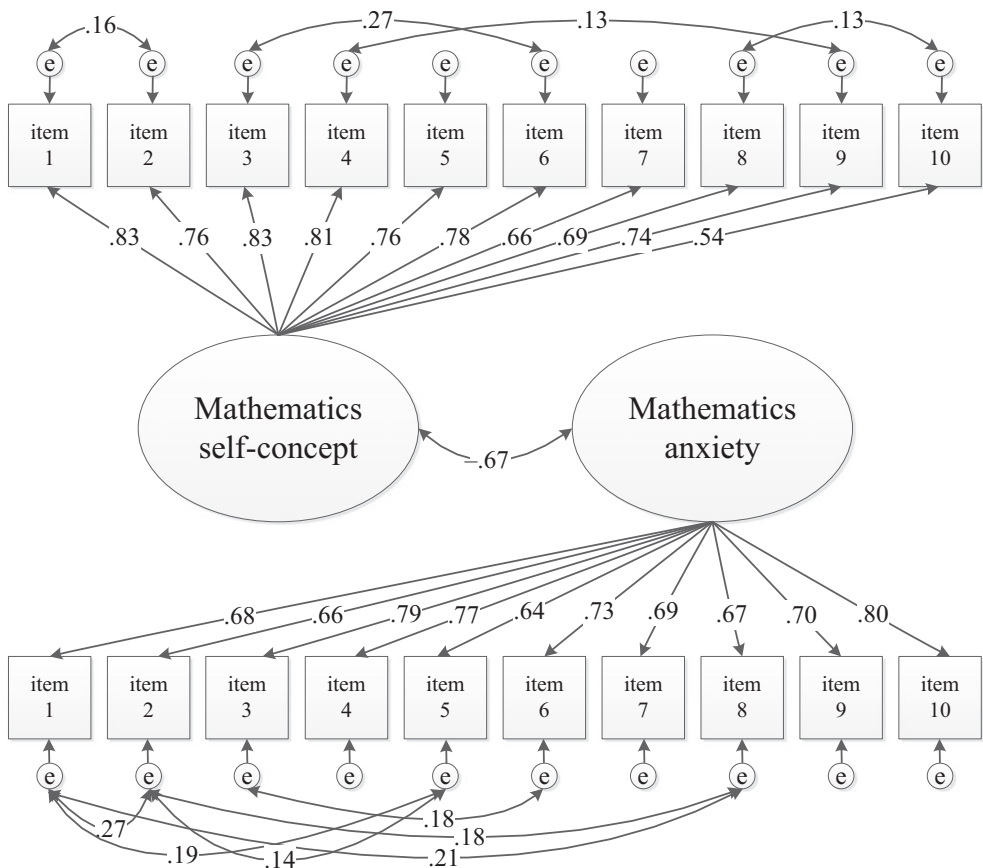 .16 .27 .13 .13
e e e e e e e e e e
item item item item item item item item item item
1 2 3 4 5 6 7 8 9 10
.83 .76 .83 .81 .76 .78 .66 .69 .74 .54
Mathematics
self-concept
Mathematics
anxiety
–.67
.68 .66 .79 .77 .64 .73 .69 .67 .70 .80
item item item item item item item item item item
1 2 3 4 5 6 7 8 9 10
e e e e e e e e e e
.27 .18 .18
.19 .14 .21